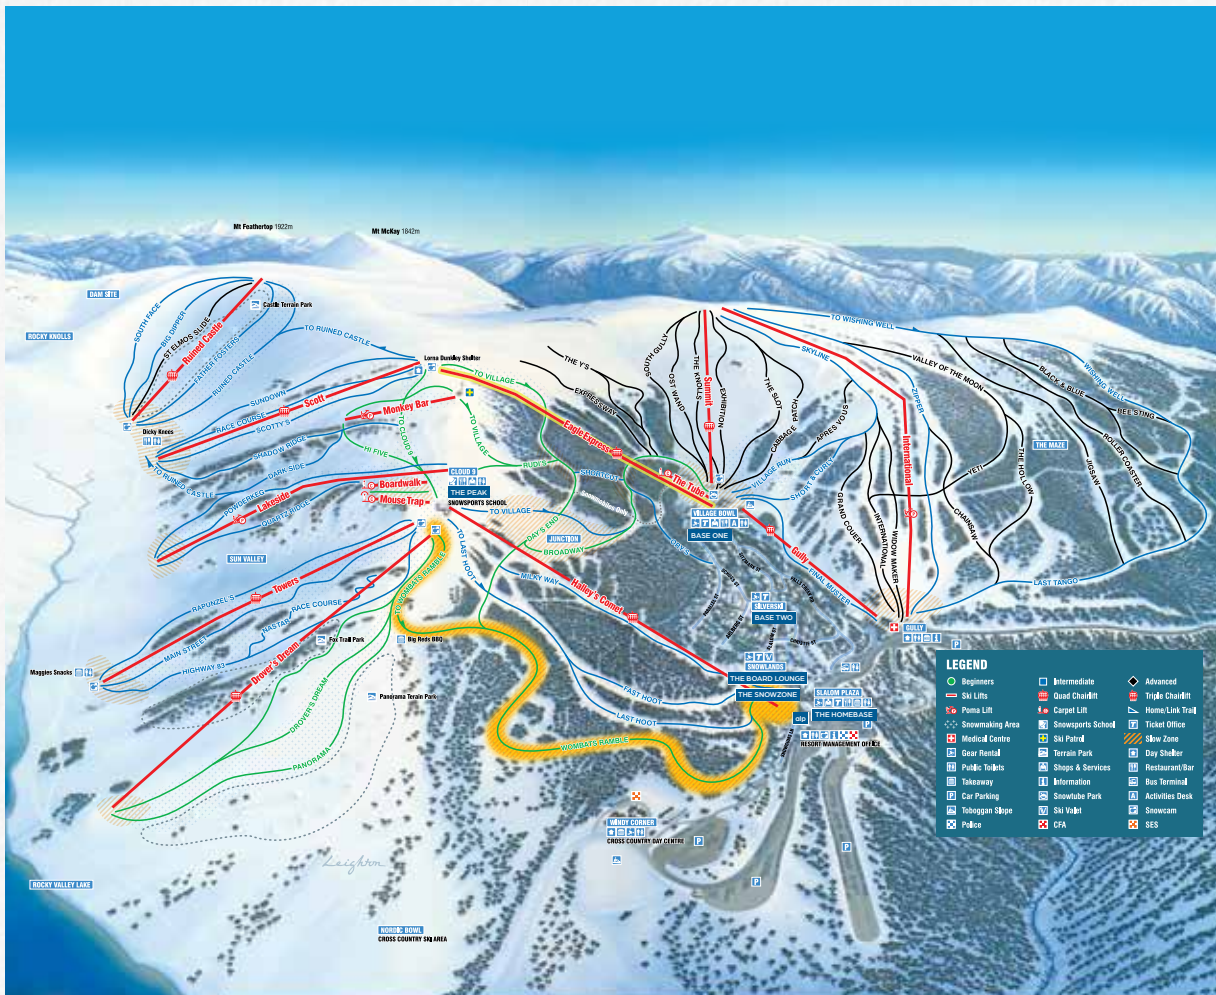 Mt Feathertop 1922m
Mt McKay 1842m
DAM SITE
ROCKY KNOLLS
SOUTH FACE
BIG DIPPER
ST ELMOS SLIDE
Ruined Castle
FATHER FOSTERS
RUINED CASTLE
Castle Terrain Park
TO RUINED CASTLE
Lorna Dunkley Shelter
TO VILLAGE
SUNDOWN
RACE COURSE
Scott
SCOTTY'S
Monkey Bar
Dicky Knees
SHADOW RIDGE
HI FIVE
TO CLOUD 9
TO VILLAGE
RUDI'S
TO RUINED CASTLE
POWDERKEG
DARK SIDE
Lakeside
QUARTZ RIDGE
CLOUD 9
THE PEAK
SNOWSPORTS SCHOOL
Boardwalk
Mouse Trap
SUN VALLEY
THE Y'S
EXPRESSWAY
Eagle Express
SHORTCUT
Snowmobiles Only
The Tube
SOUTH GULLY
OST WAND
THE KNOLLS
Summit
EXHIBITION
THE SLOT
CABBAGE PATCH
APRES VOUS
VILLAGE RUN
SHORT & CURLY
TO WISHING WELL
SKYLINE
VALLEY OF THE MOON
ZIPPER
BLACK & BLUE
WISHING WELL
BEE STING
ROLLER COASTER
THE MAZE
International
YETI
THE HOLLOW
JIGSAW
GRAND COVER
INTERNATIONAL
WIDOW MAKER
CHAINSAW
LAST TANGO
VILLAGE BOWL
BASE ONE
Gully
FINAL MUSTER
GULLY
TO VILLAGE
JUNCTION
DAY'S END
BROADWAY
TO LAST HOOT
MILKY WAY
Halley's Comet
SILVERSKI
BASE TWO
SNOWLANDS
THE BOARD LOUNGE
THE SNOWZONE
SLALOM PLAZA
THE HOMEBASE
alp
RESORT MANAGEMENT OFFICE
RAPUNZEL'S
Towers
MAIN STREET
NASTAR
RACE COURSE
HIGHWAY 83
TO WOMBATS RAMBLE
Fox Trail Park
Big Reds BBQ
Maggies Snacks
Drover's Dream
DROVER'S DREAM
Panorama Terrain Park
PANORAMA
FAST HOOT
LAST HOOT
WOMBATS RAMBLE
WINDY CORNER
CROSS COUNTRY DAY CENTRE
Leighton
ROCKY VALLEY LAKE
NORDIC BOWL
CROSS COUNTRY SKI AREA
LEGEND
Beginners
Intermediate
Advanced
Ski Lifts
Quad Chairlift
Triple Chairlift
Poma Lift
Carpet Lift
Home/Link Trail
Snowmaking Area
Snowsports School
Ticket Office
Medical Centre
Ski Patrol
Slow Zone
Gear Rental
Terrain Park
Day Shelter
Public Toilets
Shops & Services
Restaurant/Bar
Takeaway
Information
Bus Terminal
Car Parking
Snowtube Park
Activities Desk
Toboggan Slope
Ski Valet
Snowcam
Police
CFA
SES